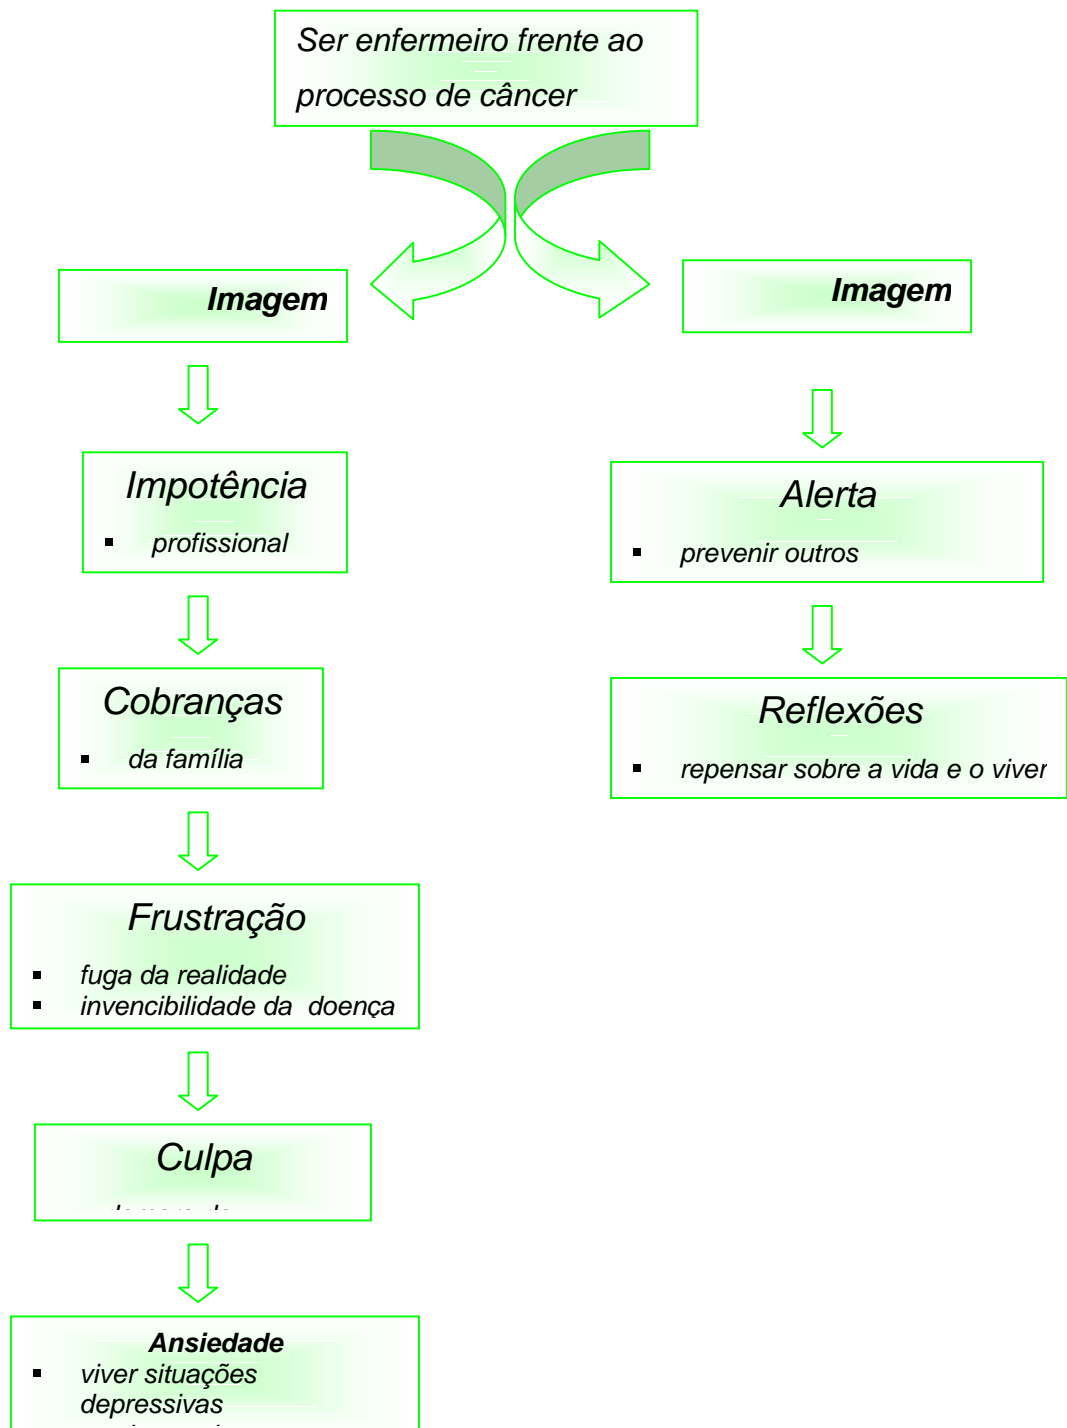 Ser enfermeiro frente ao
processo de câncer
Imagem
Imagem
Impotência
▪ profissional
Alerta
▪ prevenir outros
Cobranças
▪ da família
Reflexões
▪ repensar sobre a vida e o viver
Frustração
▪ fuga da realidade
▪ invencibilidade da doença
Culpa
Ansiedade
▪ viver situações
depressivas